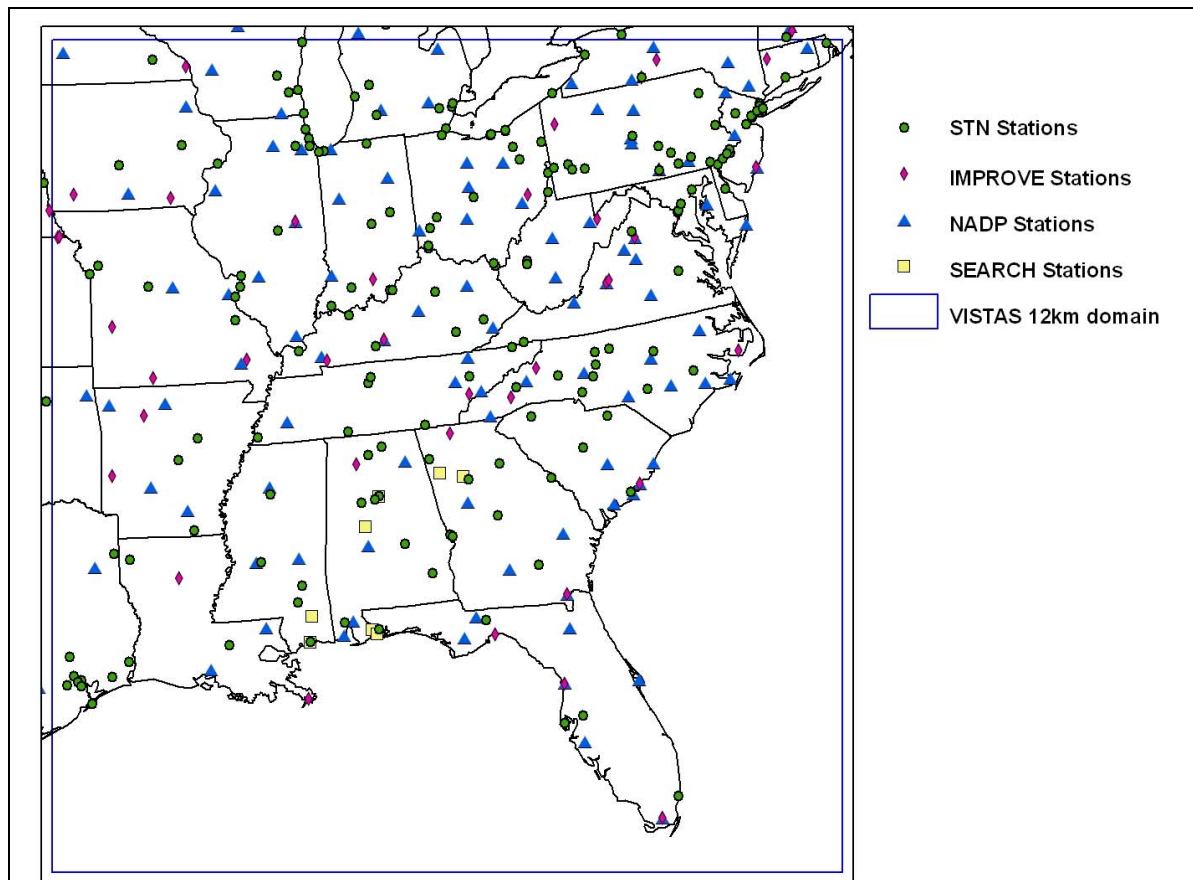 STN Stations
IMPROVE Stations
NADP Stations
SEARCH Stations
VISTAS 12km domain